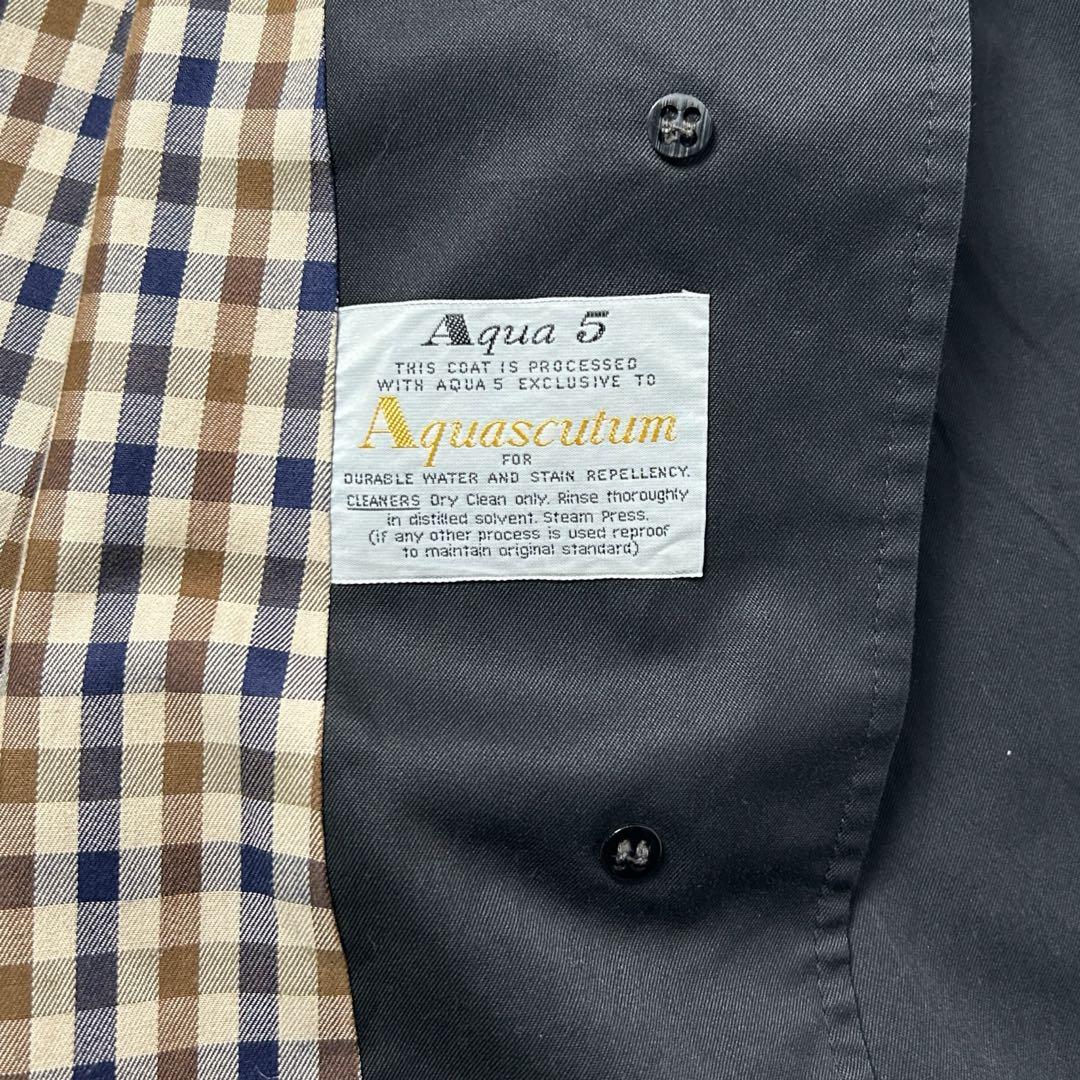 Aqua 5
THIS COAT IS PROCESSED
WITH AQUA 5 EXCLUSIVE TO
Aquascutum
FOR
DURABLE WATER AND STAIN REPELLENCY.
CLEANERS Dry Clean only. Rinse thoroughly
in distilled solvent. Steam Press.
(if any other process is used reproof
to maintain original standard)